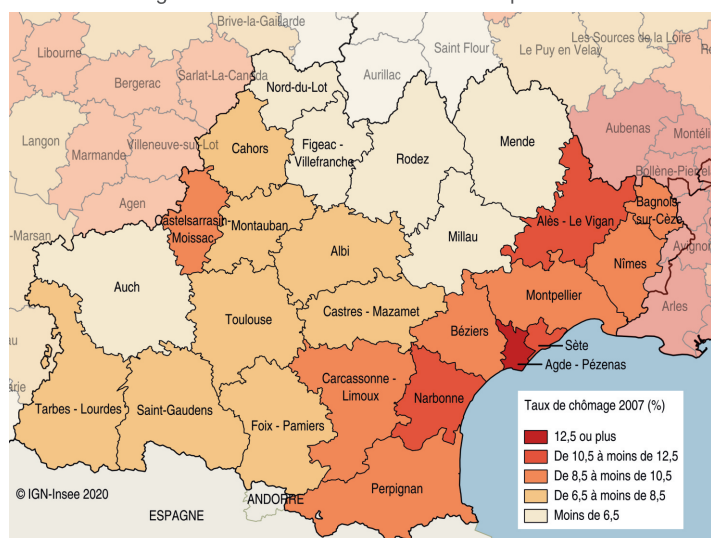 Brive-la-Gaillarde
Libourne
Bergerac
Sarlat-La-Canéda
Aurillac
Saint Flour
Le Puy en Velay
Les Sources de la Loire
Nord-du-Lot
Langon
Marmande
Villeneuve-sur-Lot
Cahors
Figeac -
Villefranche
Rodez
Mende
Aubenas
Montéli
Bollène-Pierrela
Agen
Castelsarrasin-
Moissac
Montauban
Albi
Millau
Alès - Le Vigan
Bagnols-
sur-Cèze
Avignon
-Marsan
Auch
Toulouse
Castres - Mazamet
Béziers
Montpellier
Nîmes
Arles
Sète
Agde - Pézenas
Tarbes - Lourdes
Saint-Gaudens
Foix - Pamiers
Carcassonne -
Limoux
Narbonne
Perpignan
© IGN-Insee 2020
ANDORRE
ESPAGNE
Taux de chômage 2007 (%)
12,5 ou plus
De 10,5 à moins de 12,5
De 8,5 à moins de 10,5
De 6,5 à moins de 8,5
Moins de 6,5